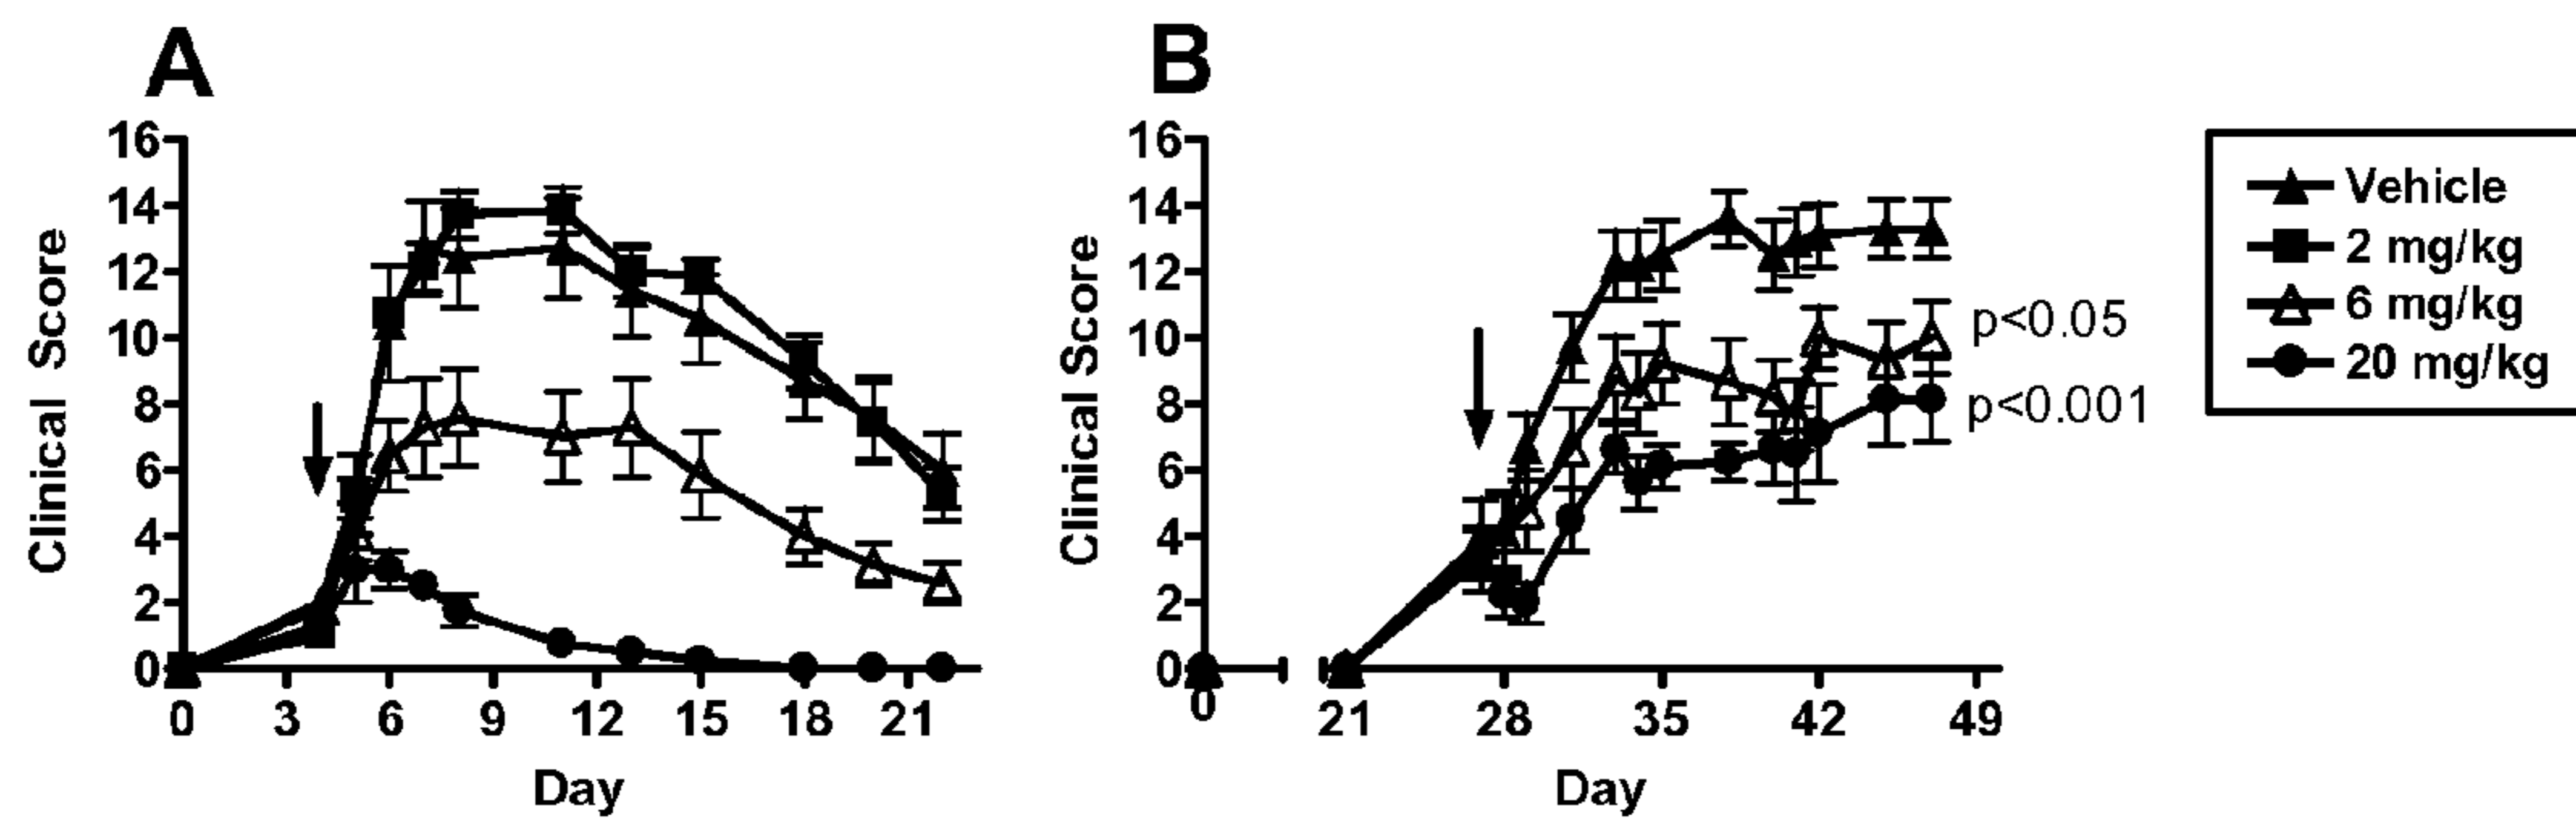 A
16
14
12
10
8
6
4
2
0
Clinical Score
0 3 6 9 12 15 18 21
Day
B
16
14
12
10
8
6
4
2
0
Clinical Score
p<0.05
p<0.001
0 21 28 35 42 49
Day
Vehicle
2 mg/kg
6 mg/kg
20 mg/kg